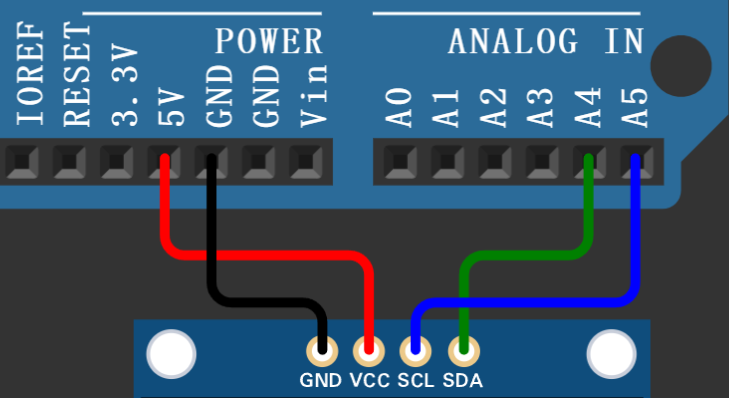 POWER
ANALOG IN
IOREF RESET 3.3V 5V GND GND Vin
A0 A1 A2 A3 A4 A5
GND VCC SCL SDA